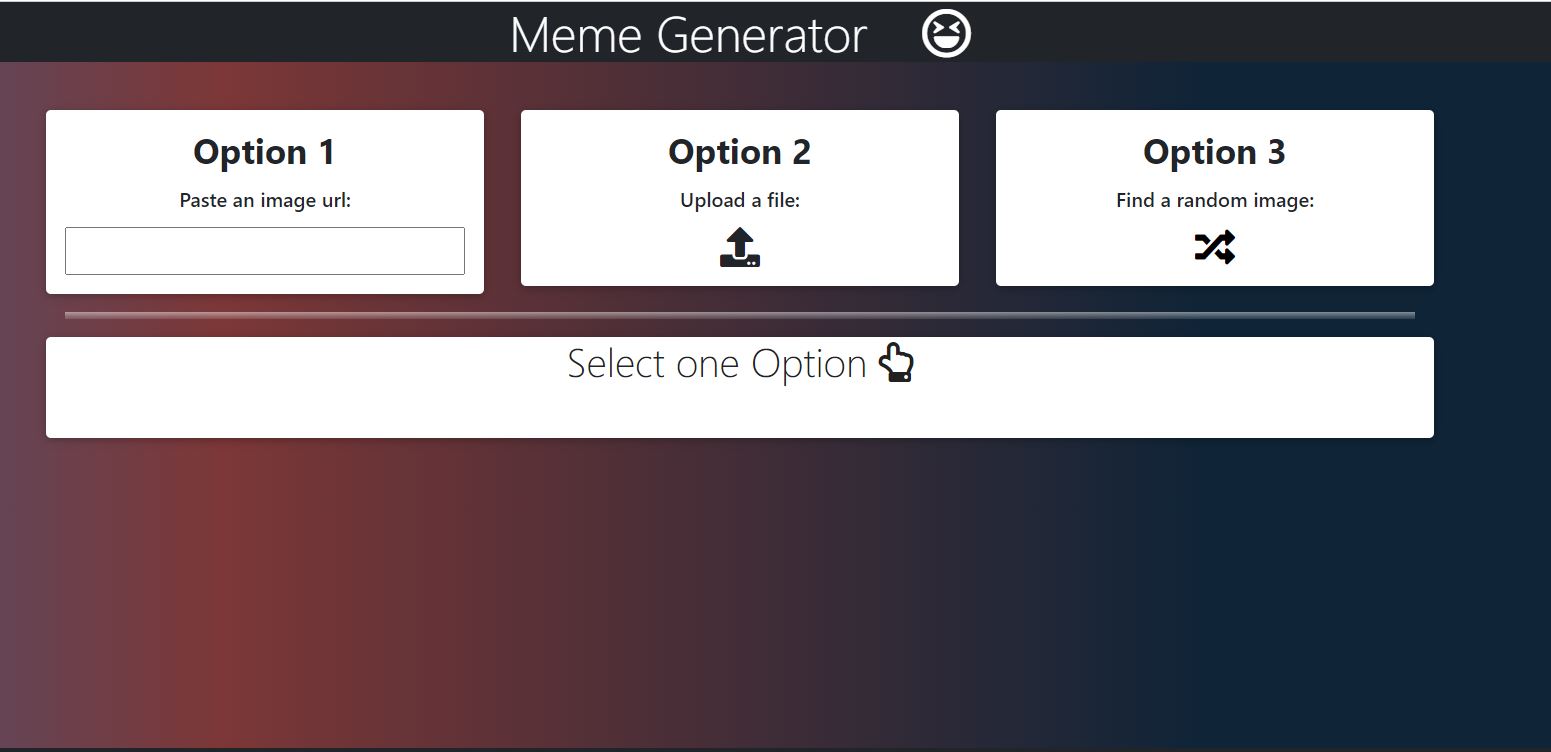 Meme Generator
Option 1
Paste an image url:
Option 2
Upload a file:
Option 3
Find a random image:
Select one Option